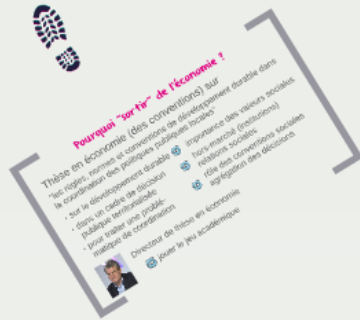 Pourquoi "sortir" de l'économie ?
Thèse en économie (des conventions) sur
"les règles, normes et conventions de développement durable dans
la coordination des politiques publiques locales"
- sur le développement durable
- dans un cadre de décision
publique territorialisée
- pour traiter une problé-
matique de coordination
importance des valeurs sociales
hors-marché (institutions)
relations sociales
rôle des conventions sociales
agrégation des décisions
Directeur de thèse en économie
jouer le jeu académique